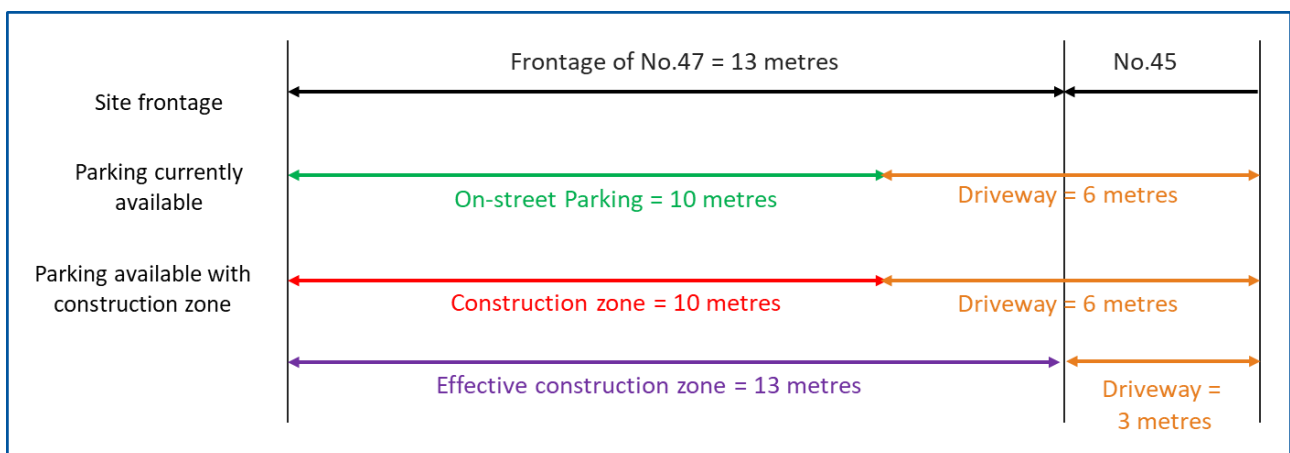 Frontage of No.47 = 13 metres
No.45
Site frontage
Parking currently
available
On-street Parking = 10 metres
Driveway = 6 metres
Parking available with
construction zone
Construction zone = 10 metres
Driveway = 6 metres
Effective construction zone = 13 metres
Driveway =
3 metres